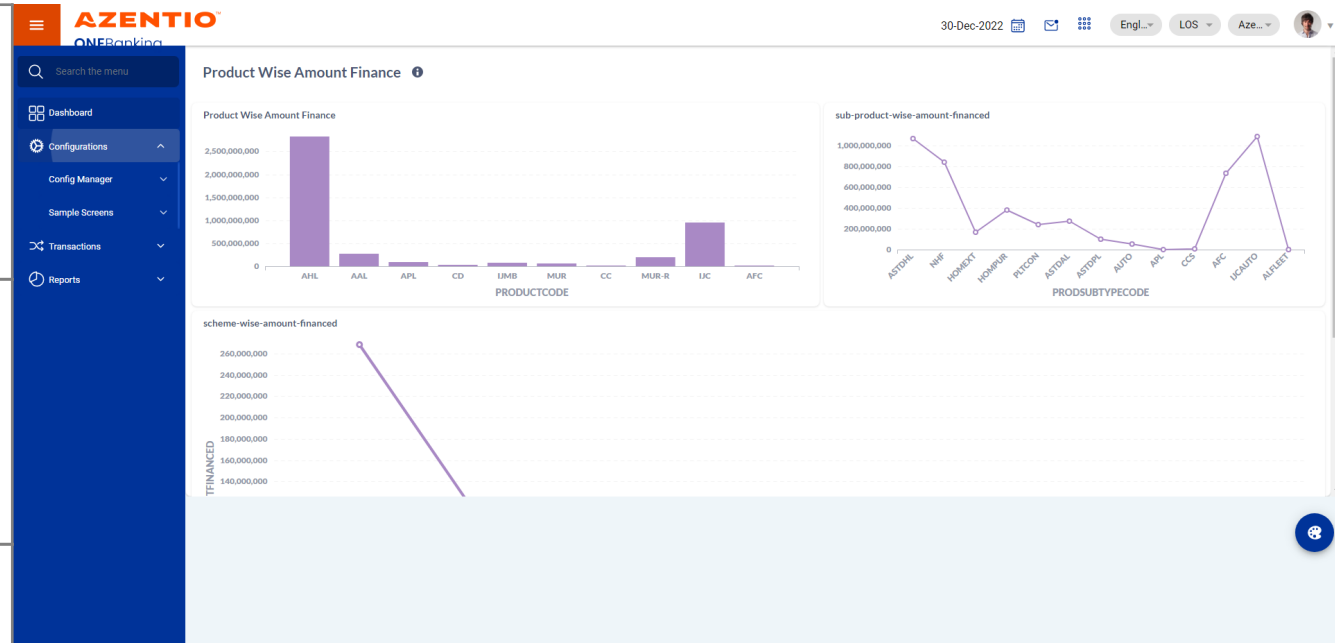 AZENTIO™
ONEBanking
30-Dec-2022
Engl...
LOS
Aze...
Search the menu
Dashboard
Configurations
Config Manager
Sample Screens
Transactions
Reports
Product Wise Amount Finance
Product Wise Amount Finance
2,500,000,000
2,000,000,000
1,500,000,000
1,000,000,000
500,000,000
0
AHL AAL APL CD IJMB MUR CC MUR-R IJC AFC
PRODUCTCODE
sub-product-wise-amount-financed
1,000,000,000
800,000,000
600,000,000
400,000,000
200,000,000
0
ASTDHL NHF HOMEXT HOMPUR PLTCON ASTDAL ASTDPL AUTO APL CCS AFC IJCAUTO ALFLEET
PRODSUBTYPECODE
scheme-wise-amount-financed
260,000,000
240,000,000
220,000,000
200,000,000
180,000,000
160,000,000
140,000,000
TFINANCED